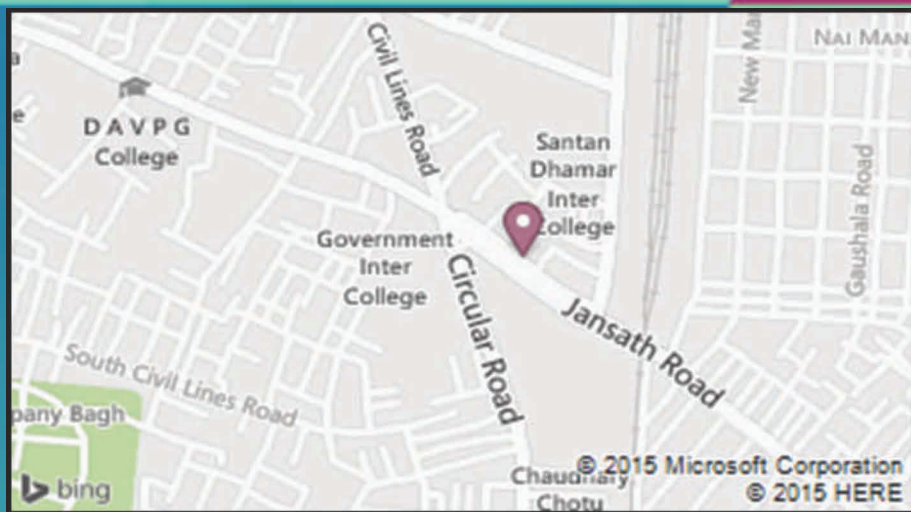 Civil Lines Road
New Mar
NAI MAN
a
e
DAVPG
College
Santan
Dhamar
Inter
College
Gaushala Road
Government
Inter
College
Circular Road
Jansath Road
South Civil Lines Road
pany Bagh
Chaudhary
Chotu
© 2015 Microsoft Corporation
© 2015 HERE
bing